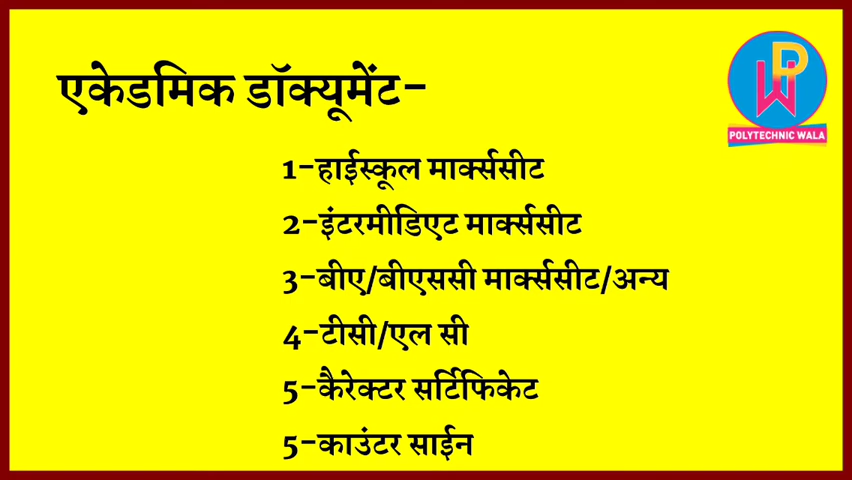 एकेडमिक डॉक्यूमेंट-
PW
POLYTECHNIC WALA
1-हाईस्कूल मार्क्ससीट
2-इंटरमीडिएट मार्क्ससीट
3-बीए/बीएससी मार्क्ससीट/अन्य
4-टीसी/एल सी
5-कैरेक्टर सर्टिफिकेट
5-काउंटर साईन